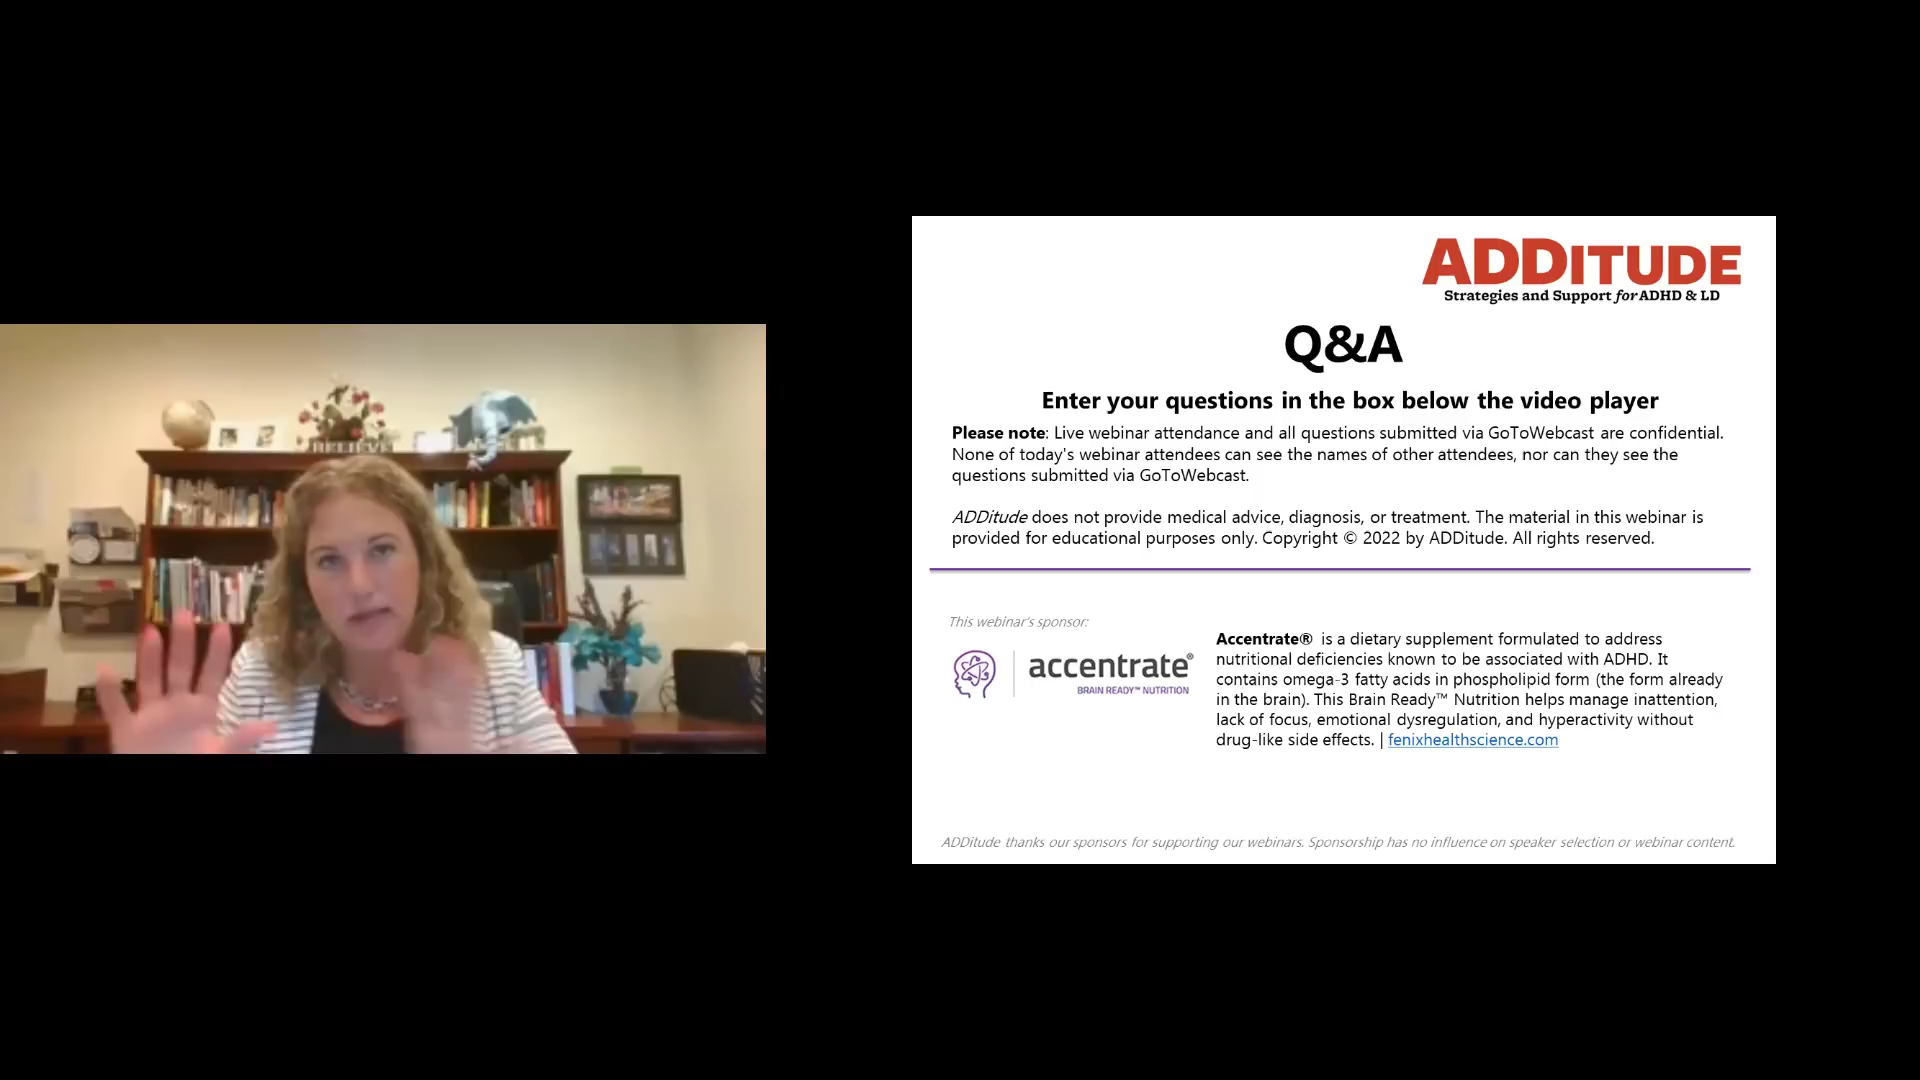 BELIEVE
ADDITUDE
Strategies and Support for ADHD & LD
Q&A
Enter your questions in the box below the video player
Please note: Live webinar attendance and all questions submitted via GoToWebcast are confidential.
None of today's webinar attendees can see the names of other attendees, nor can they see the
questions submitted via GoToWebcast.
ADDitude does not provide medical advice, diagnosis, or treatment. The material in this webinar is
provided for educational purposes only. Copyright © 2022 by ADDitude. All rights reserved.
This webinar's sponsor:
accentrate®
BRAIN READY™ NUTRITION
Accentrate® is a dietary supplement formulated to address
nutritional deficiencies known to be associated with ADHD. It
contains omega-3 fatty acids in phospholipid form (the form already
in the brain). This Brain Ready™ Nutrition helps manage inattention,
lack of focus, emotional dysregulation, and hyperactivity without
drug-like side effects. | fenixhealthscience.com
ADDitude thanks our sponsors for supporting our webinars. Sponsorship has no influence on speaker selection or webinar content.